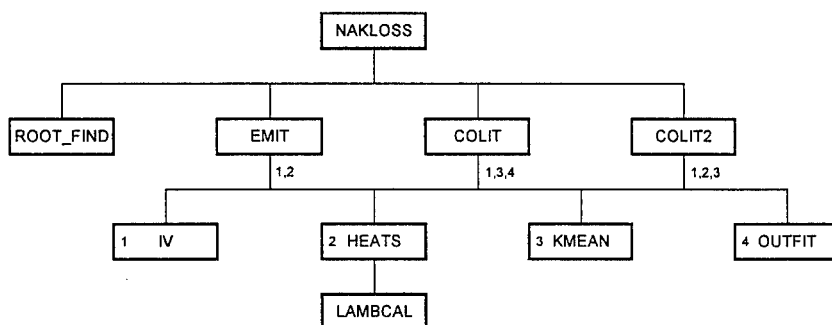 NAKLOSS
ROOT_FIND EMIT COLIT COLIT2
1,2 1,3,4 1,2,3
1 IV 2 HEATS 3 KMEAN 4 OUTFIT
LAMBCAL